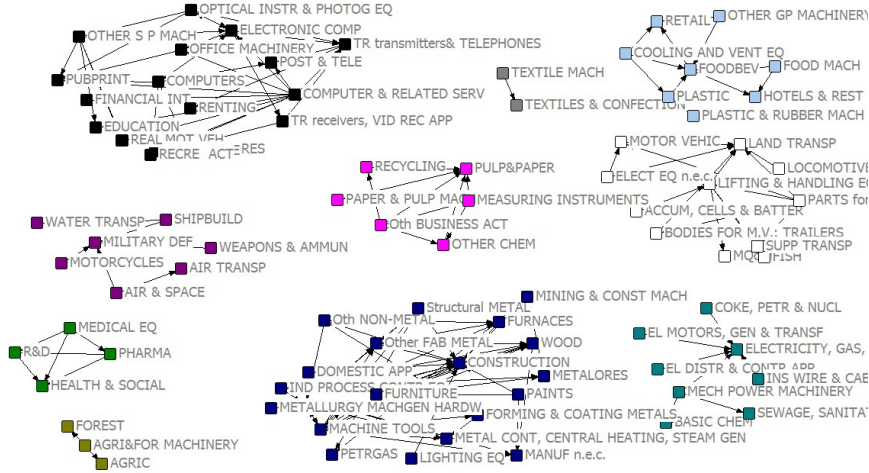 OPTICAL INSTR & PHOTOG EQ
OTHER S P MACH
ELECTRONIC COMP
OFFICE MACHINERY
TR transmitters& TELEPHONES
POST & TELE
PUBPRINT
COMPUTERS
FINANCIAL INT
COMPUTER & RELATED SERV
RENTING
TR receivers, VID REC APP
EDUCATION
REAL
RECRE
TEXTILE MACH
TEXTILES & CONFECTION
RETAIL
OTHER GP MACHINERY
COOLING AND VENT EQ
FOODBEV
FOOD MACH
PLASTIC
HOTELS & REST
PLASTIC & RUBBER MACH
MOTOR VEHIC
LAND TRANSP
LOCOMOTIVE
ELECT EQ n.e.c.
LIFTING & HANDLING EQ
PARTS for
ACCUM, CELLS & BATTER
BODIES FOR M.V.; TRAILERS
SUPP TRANSP
FISH
RECYCLING
PULP&PAPER
PAPER & PULP MAC
MEASURING INSTRUMENTS
Oth BUSINESS ACT
OTHER CHEM
WATER TRANSP
SHIPBUILD
MILITARY DEF
WEAPONS & AMMUN
MOTORCYCLES
AIR TRANSP
AIR & SPACE
MEDICAL EQ
R&D
PHARMA
HEALTH & SOCIAL
FOREST
AGRI&FOR MACHINERY
AGRIC
MINING & CONST MACH
Structural METAL
Oth NON-METAL
FURNACES
Other FAB METAL
WOOD
CONSTRUCTION
DOMESTIC APP
METALORES
IND PROCESS CONTR EQ
FURNITURE
PAINTS
METALLURGY MACH
GEN HARDW
FORMING & COATING METALS
MACHINE TOOLS
METAL CONT, CENTRAL HEATING, STEAM GEN
PETRGAS
LIGHTING EQ
MANUF n.e.c.
COKE, PETR & NUCL
EL MOTORS, GEN & TRANSF
ELECTRICITY, GAS,
EL DISTR & CONTR APP
INS WIRE & CAB
MECH POWER MACHINERY
SEWAGE, SANITA
BASIC CHEM